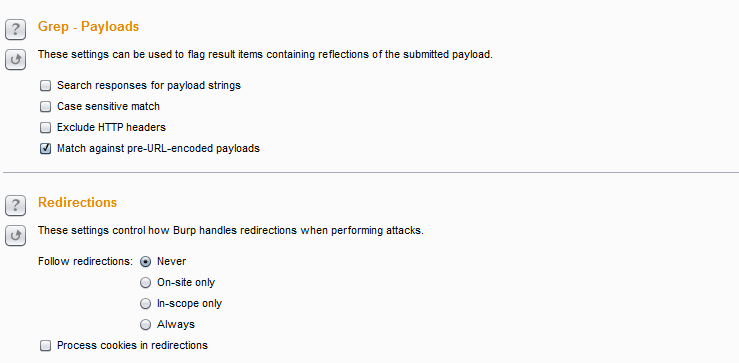 ? Grep - Payloads
These settings can be used to flag result items containing reflections of the submitted payload.
Search responses for payload strings
Case sensitive match
Exclude HTTP headers
Match against pre-URL-encoded payloads
? Redirections
These settings control how Burp handles redirections when performing attacks.
Follow redirections: Never
On-site only
In-scope only
Always
Process cookies in redirections